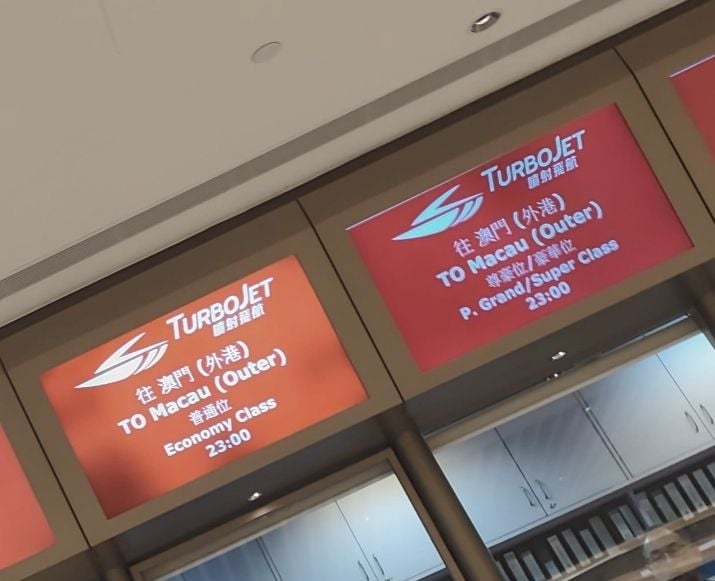 TURBOJET
噴射飛航
往 澳門 (外港)
TO Macau (Outer)
普通位
Economy Class
23:00
TURBOJET
噴射飛航
往 澳門 (外港)
TO Macau (Outer)
尊豪位/豪華位
P. Grand/Super Class
23:00